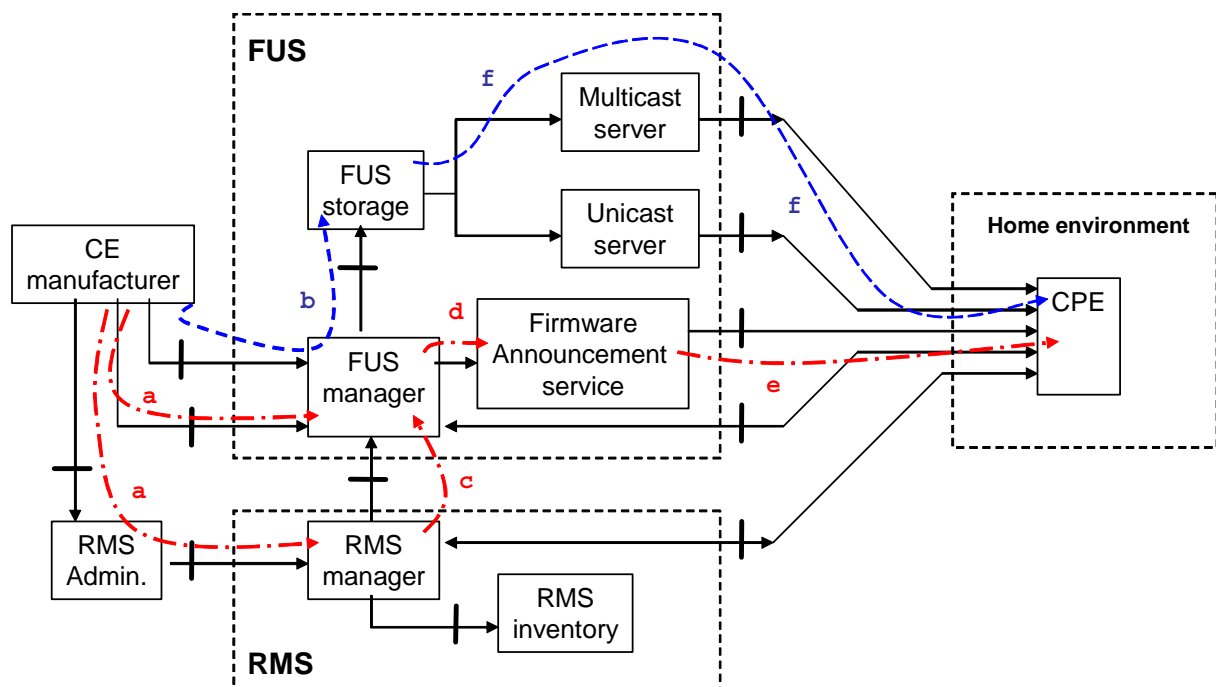 FUS
f
Multicast
server
FUS
storage
Unicast
server
f
Home environment
CE
manufacturer
b
CPE
d
Firmware
Announcement
service
FUS
manager
a
e
c
a
RMS
Admin.
RMS
manager
RMS
inventory
RMS